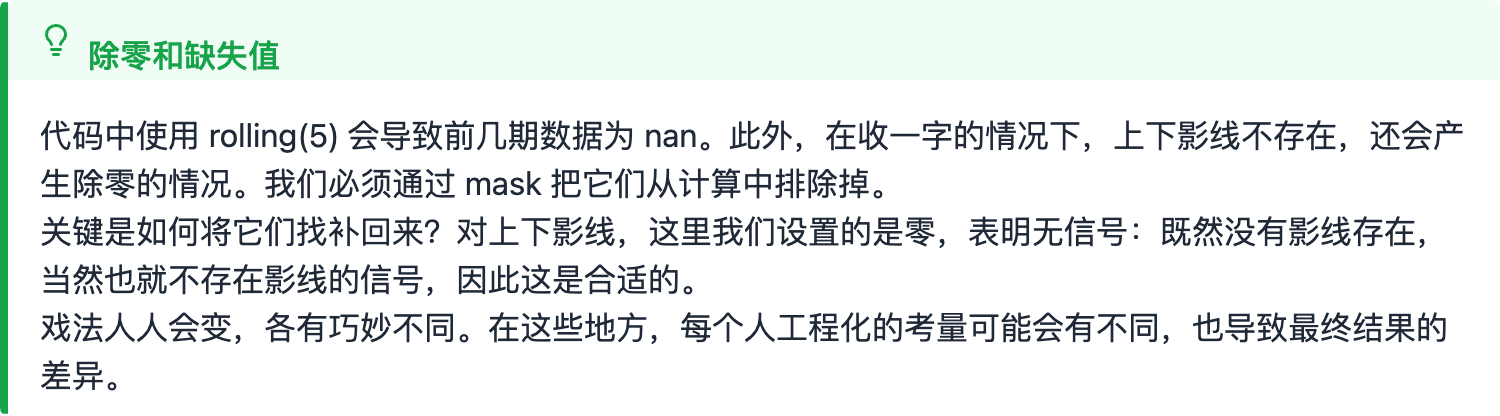 除零和缺失值
代码中使用 rolling(5) 会导致前几期数据为 nan。此外，在收一字的情况下，上下影线不存在，还会产
生除零的情况。我们必须通过 mask 把它们从计算中排除掉。
关键是如何将它们找补回来？对上下影线，这里我们设置的是零，表明无信号：既然没有影线存在，
当然也就不存在影线的信号，因此这是合适的。
戏法人人会变，各有巧妙不同。在这些地方，每个人工程化的考量可能会有不同，也导致最终结果的
差异。